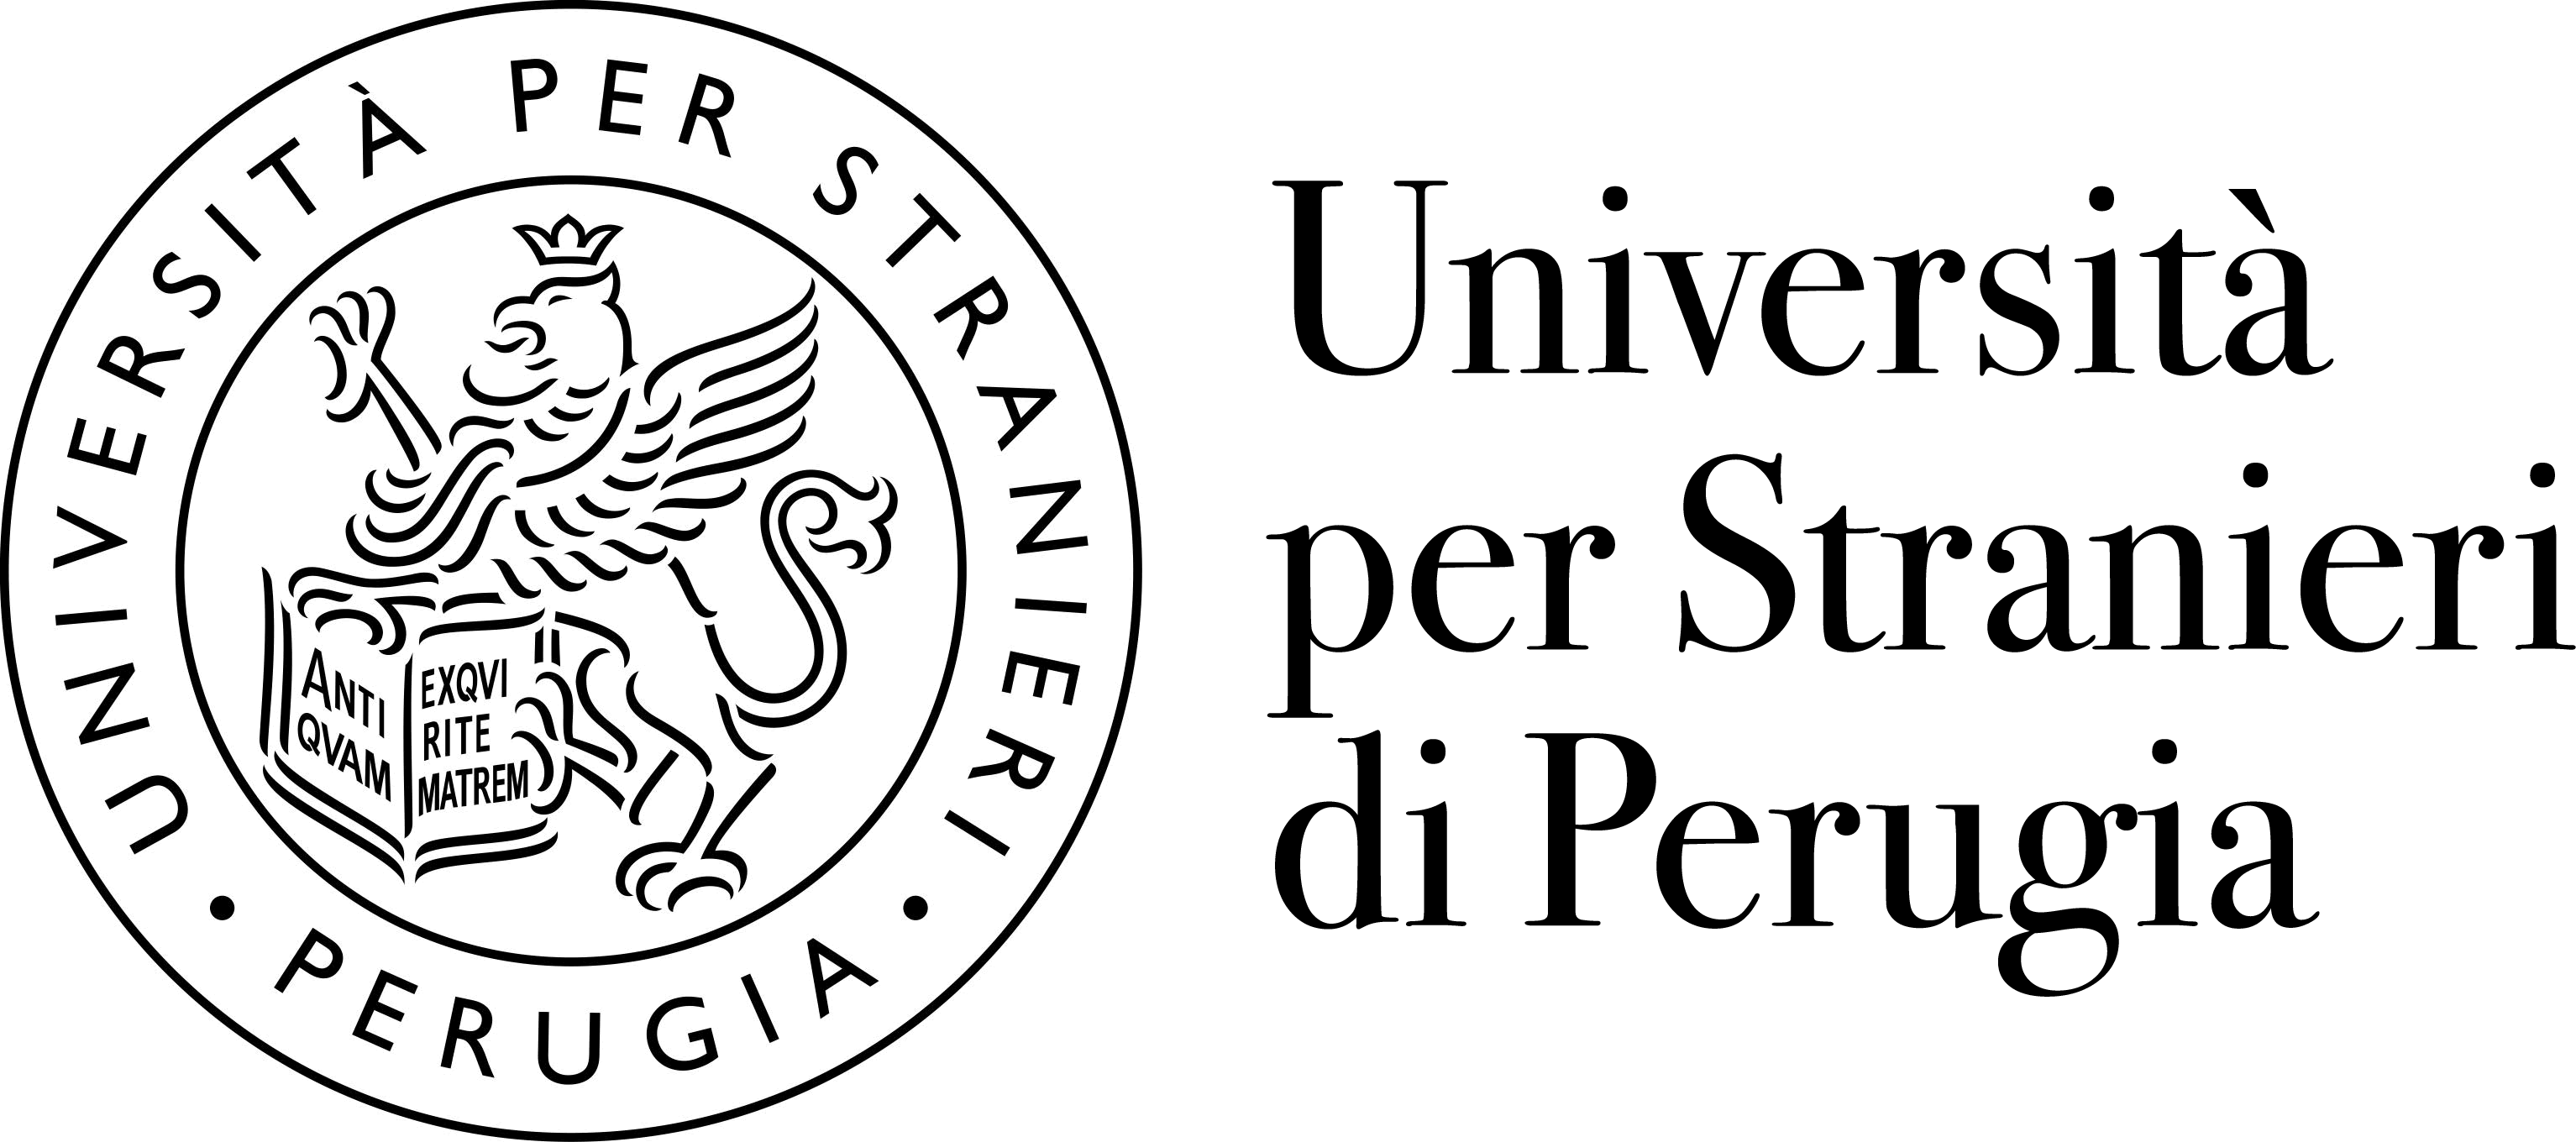 UNIVERSITÀ PER STRANIERI
• PERUGIA •
ANTI
QVAM
EXQVI
RITE
MATREM
Università
per Stranieri
di Perugia